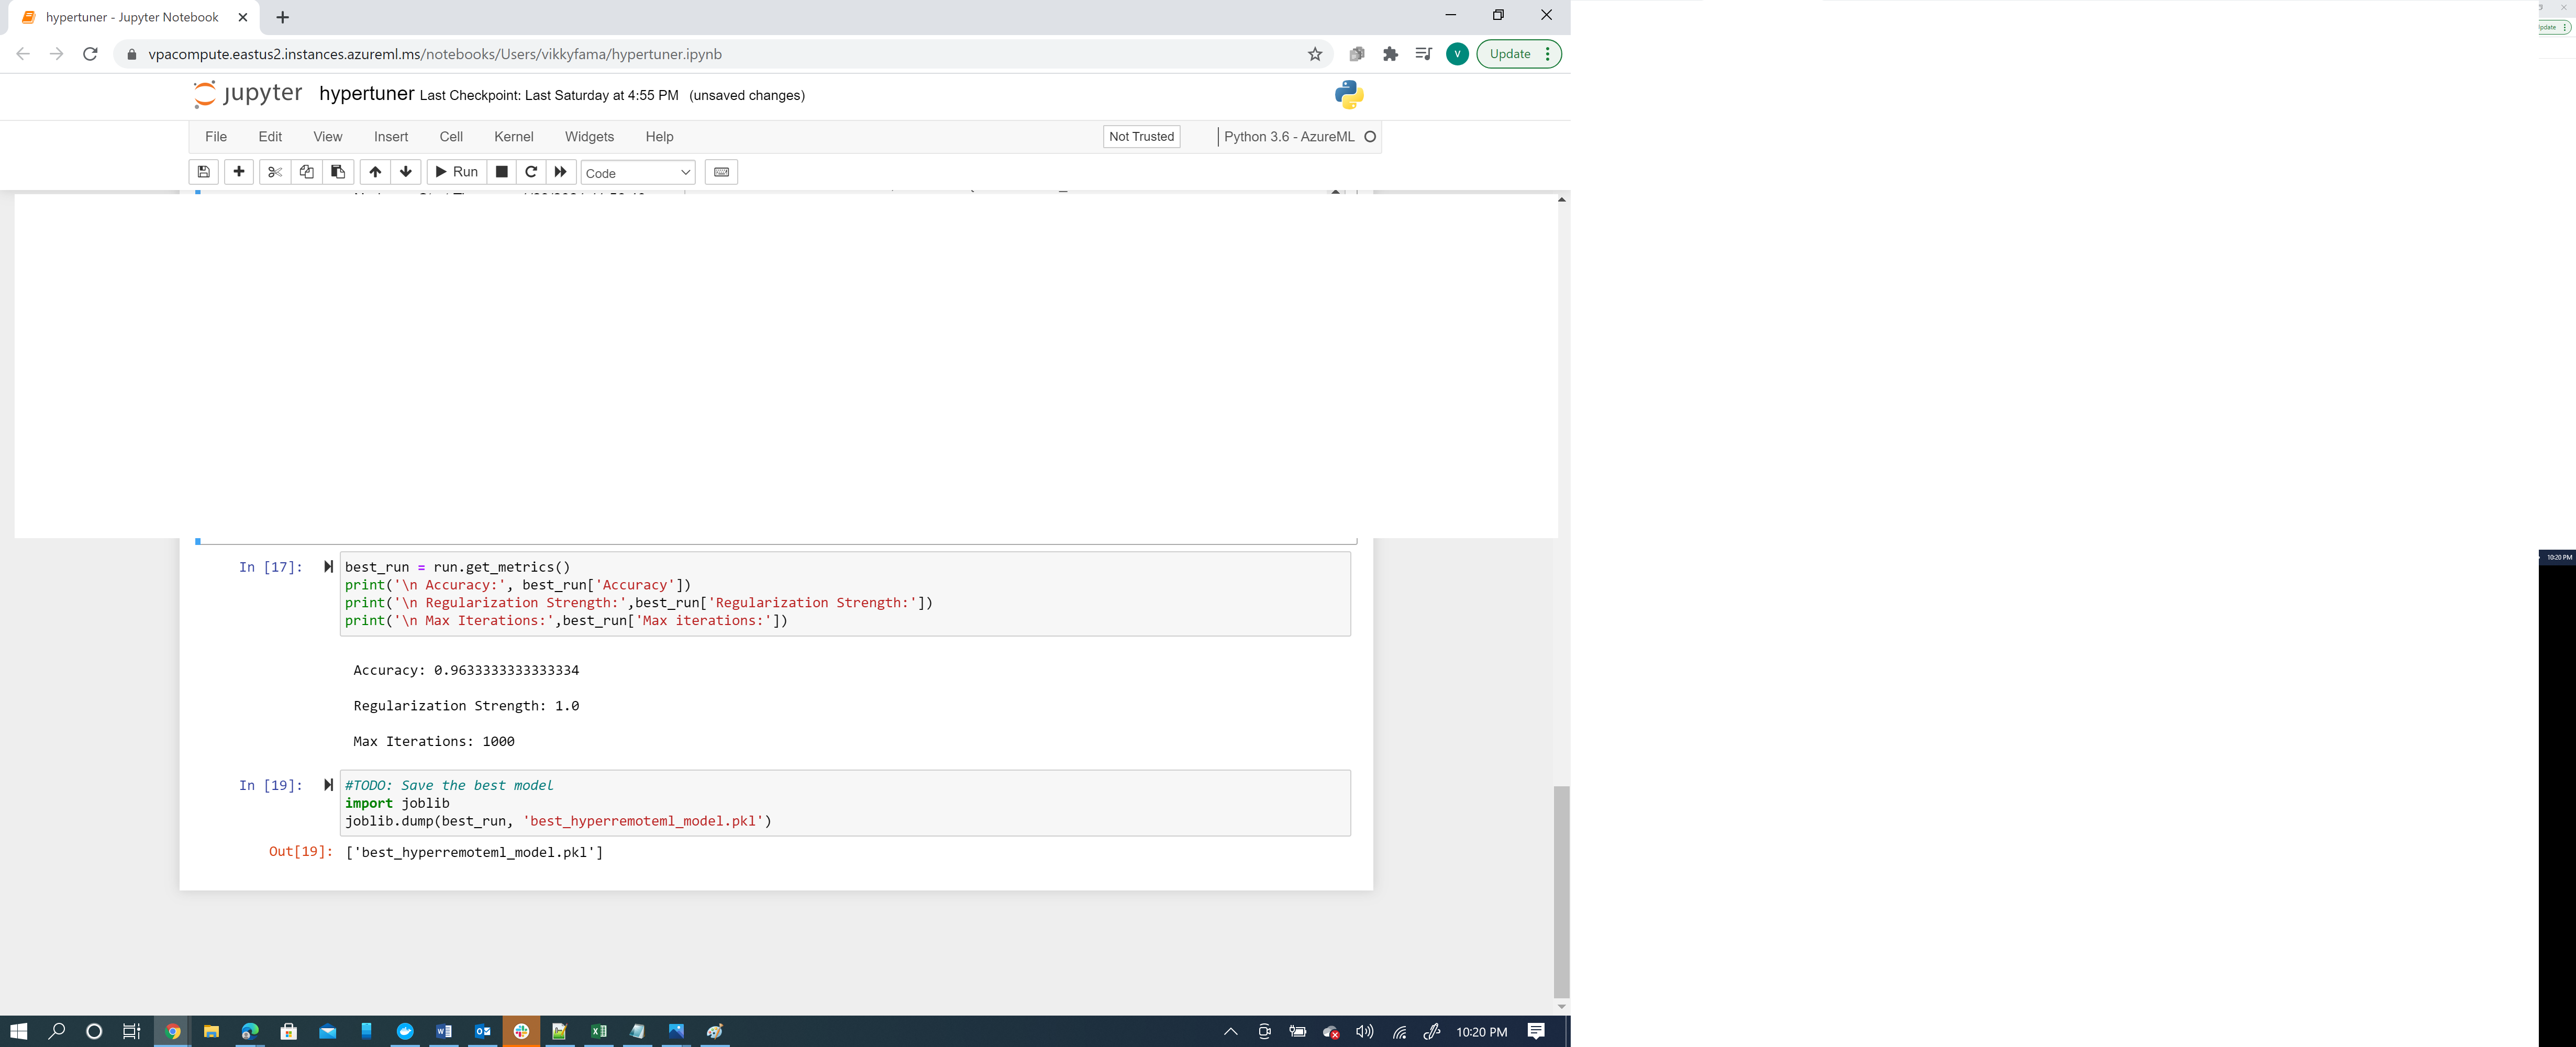 hypertuner - Jupyter Notebook
vpacompute.eastus2.instances.azureml.ms/notebooks/Users/vikkyfama/hypertuner.ipynb
V
Update
jupyter hypertuner Last Checkpoint: Last Saturday at 4:55 PM (unsaved changes)
File Edit View Insert Cell Kernel Widgets Help
Not Trusted
Python 3.6 - AzureML
Run
Code
In [17]:
best_run = run.get_metrics()
print('\n Accuracy:', best_run['Accuracy'])
print('\n Regularization Strength:',best_run['Regularization Strength:'])
print('\n Max Iterations:',best_run['Max iterations:'])
Accuracy: 0.9633333333333334
Regularization Strength: 1.0
Max Iterations: 1000
In [19]:
#TODO: Save the best model
import joblib
joblib.dump(best_run, 'best_hyperremoteml_model.pkl')
Out[19]: ['best_hyperremoteml_model.pkl']
10:20 PM
10:20 PM